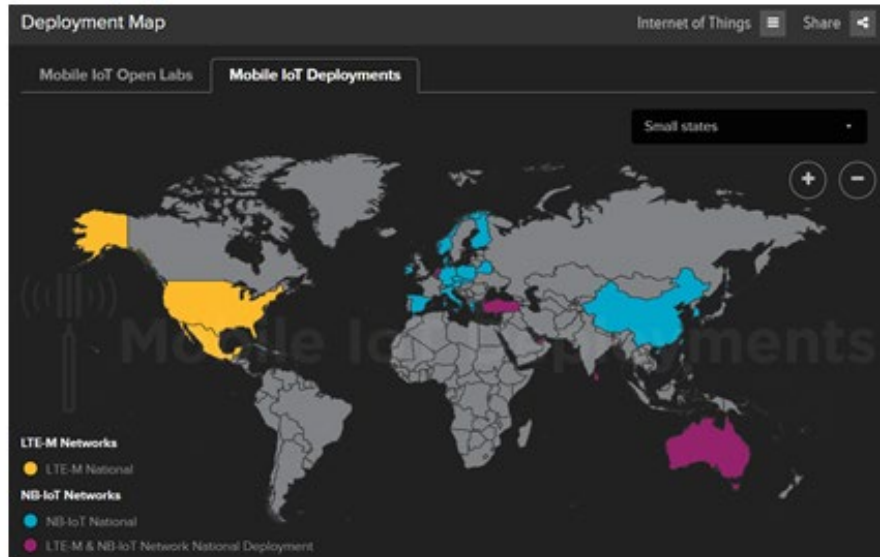 Deployment Map
Internet of Things
Share
Mobile IoT Open Labs
Mobile IoT Deployments
Small states
Mobile IoT Deployments
LTE-M Networks
LTE-M National
NB-IoT Networks
NB-IoT National
LTE-M & NB-IoT Network National Deployment